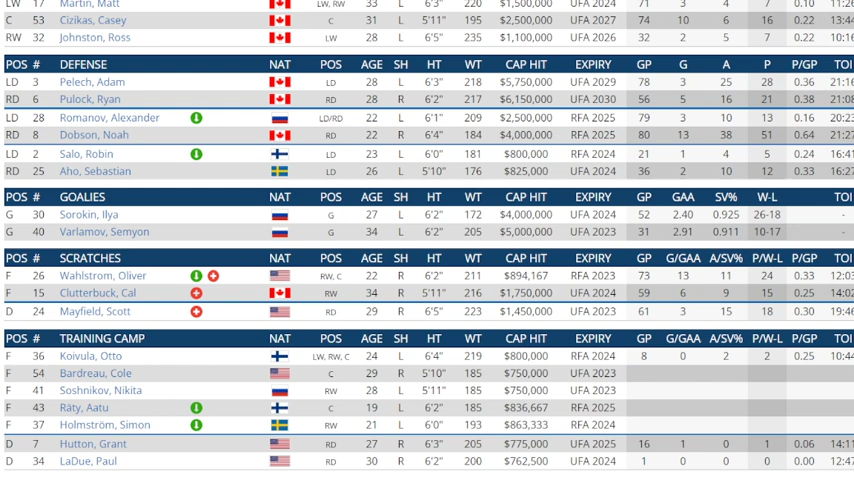 LW 17 Martin, Matt LW, RW 33 L 6'3" 220 $1,500,000 UFA 2024 71 3 4 7 0.10 11:26
C 53 Cizikas, Casey C 31 L 5'11" 195 $2,500,000 UFA 2027 74 10 6 16 0.22 13:44
RW 32 Johnston, Ross LW 28 L 6'5" 235 $1,100,000 UFA 2026 32 2 5 7 0.22 10:16
POS # DEFENSE NAT POS AGE SH HT WT CAP HIT EXPIRY GP G A P P/GP TOI
LD 3 Pelech, Adam LD 28 L 6'3" 218 $5,750,000 UFA 2029 78 3 25 28 0.36 21:16
RD 6 Pulock, Ryan RD 28 R 6'2" 217 $6,150,000 UFA 2030 56 5 16 21 0.38 21:08
LD 28 Romanov, Alexander LD/RD 22 L 6'1" 209 $2,500,000 RFA 2025 79 3 10 13 0.16 20:23
RD 8 Dobson, Noah RD 22 R 6'4" 184 $4,000,000 RFA 2024 80 13 38 51 0.64 21:27
LD 2 Salo, Robin LD 23 L 6'0" 181 $800,000 RFA 2024 21 1 4 5 0.24 16:41
RD 25 Aho, Sebastian LD 26 L 5'10" 176 $825,000 UFA 2024 36 2 10 12 0.33 16:27
POS # GOALIES NAT POS AGE SH HT WT CAP HIT EXPIRY GP GAA SV% W-L TOI
G 30 Sorokin, Ilya G 27 L 6'2" 172 $4,000,000 UFA 2024 52 2.40 0.925 26-18 -
G 40 Varlamov, Semyon G 34 L 6'2" 205 $5,000,000 UFA 2023 31 2.91 0.911 10-17 -
POS # SCRATCHES NAT POS AGE SH HT WT CAP HIT EXPIRY GP G/GAA A/SV% P/W-L P/GP TOI
F 26 Wahlstrom, Oliver RW, C 22 R 6'2" 211 $894,167 RFA 2023 73 13 11 24 0.33 12:03
F 15 Clutterbuck, Cal RW 34 R 5'11" 216 $1,750,000 UFA 2024 59 6 9 15 0.25 14:02
D 24 Mayfield, Scott RD 29 R 6'5" 223 $1,450,000 UFA 2023 61 3 15 18 0.30 19:46
POS # TRAINING CAMP NAT POS AGE SH HT WT CAP HIT EXPIRY GP G/GAA A/SV% P/W-L P/GP TOI
F 36 Koivula, Otto LW, RW, C 24 L 6'4" 219 $800,000 RFA 2024 8 0 2 2 0.25 10:44
F 54 Bardreau, Cole C 29 R 5'10" 185 $750,000 UFA 2023
F 41 Soshnikov, Nikita RW 28 L 5'11" 185 $750,000 UFA 2023
F 43 Räty, Aatu C 19 L 6'2" 185 $836,667 RFA 2025
F 37 Holmström, Simon RW 21 L 6'0" 193 $863,333 RFA 2024
D 7 Hutton, Grant RD 27 R 6'3" 205 $775,000 UFA 2025 16 1 0 1 0.06 14:11
D 34 LaDue, Paul RD 30 R 6'2" 200 $762,500 UFA 2024 1 0 0 0 0.00 12:47